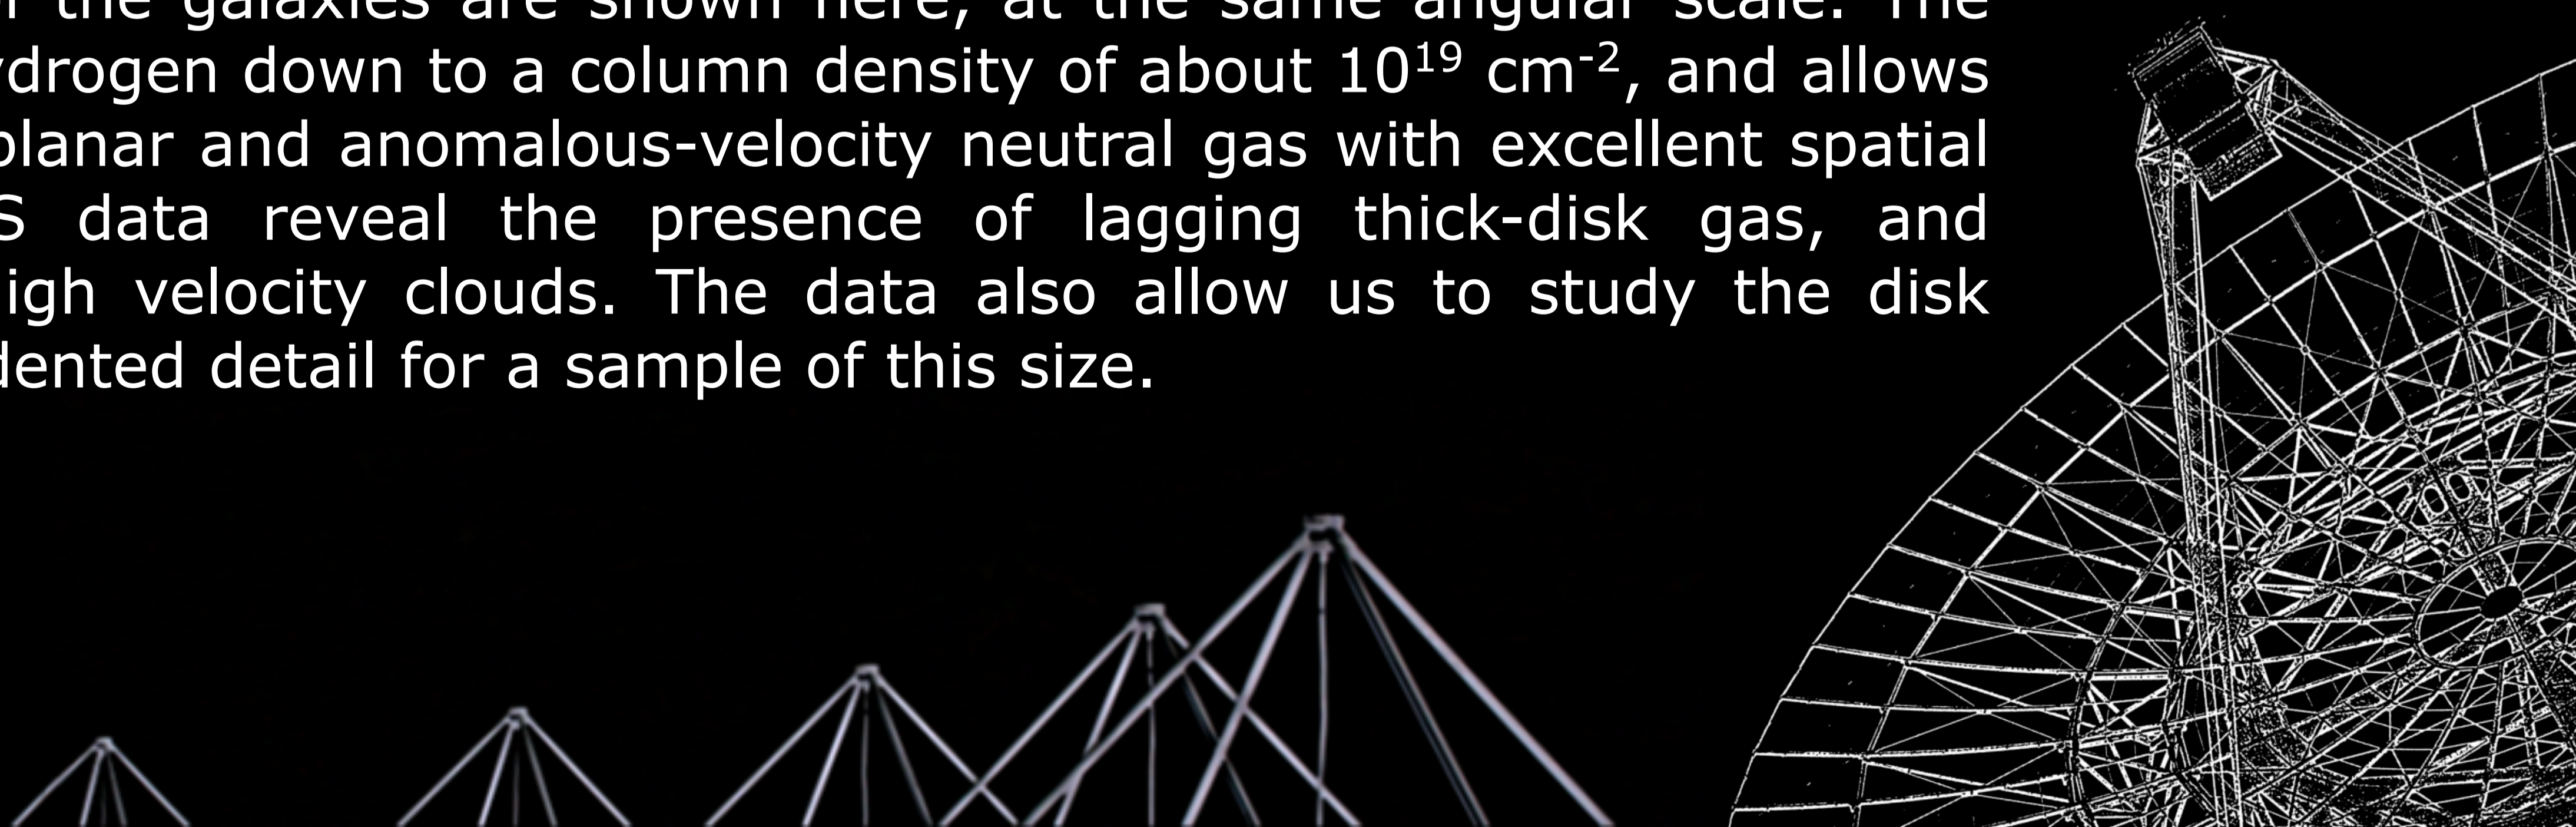 the galaxies are shown here, at the same angular scale. The
drogen down to a column density of about 10¹⁹ cm⁻², and allows
planar and anomalous-velocity neutral gas with excellent spatial
S data reveal the presence of lagging thick-disk gas, and
igh velocity clouds. The data also allow us to study the disk
dented detail for a sample of this size.